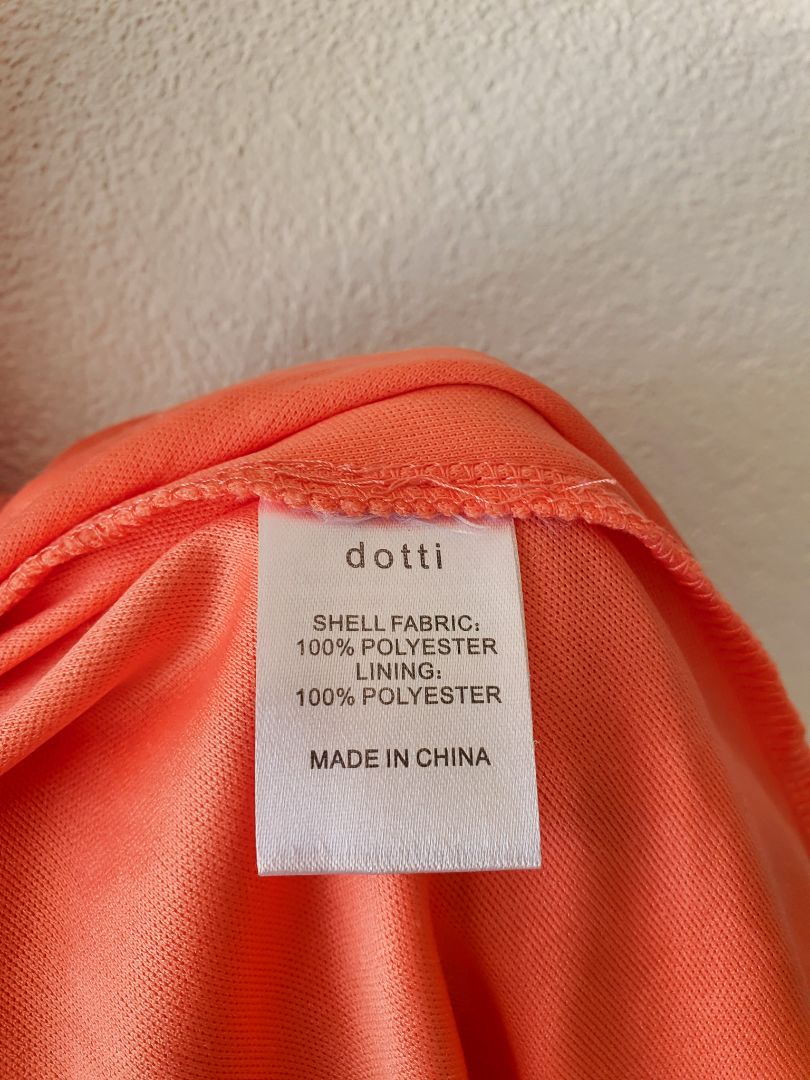 dotti
SHELL FABRIC:
100% POLYESTER
LINING:
100% POLYESTER
MADE IN CHINA